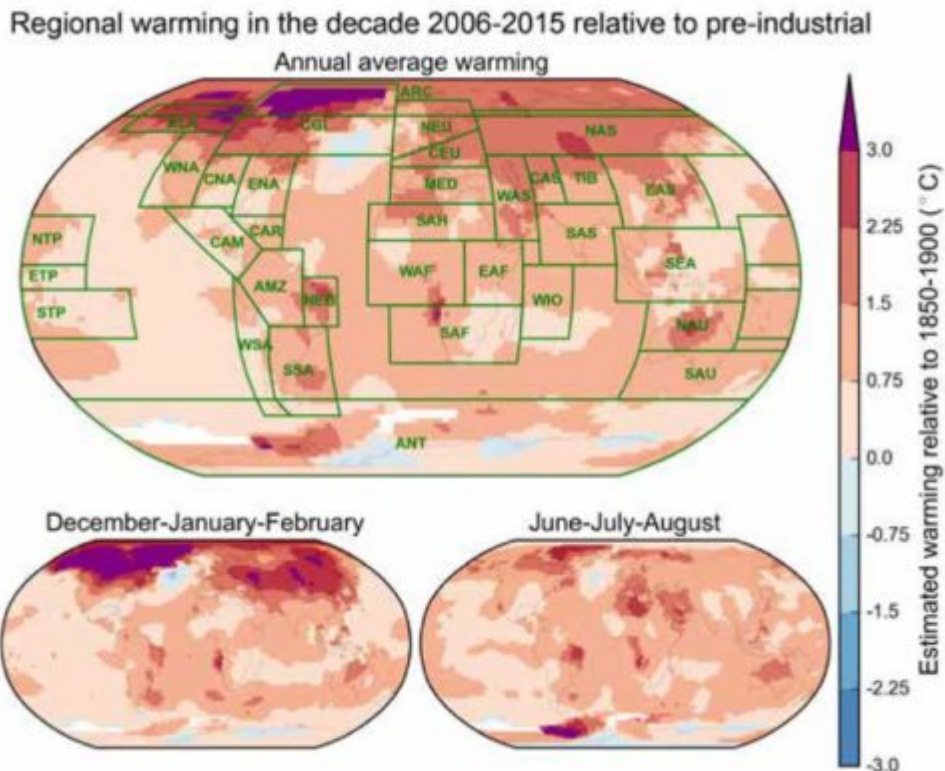 Regional warming in the decade 2006-2015 relative to pre-industrial
Annual average warming
ARC
ALA CGI NEU NAS
CEU
WNA CNA ENA MED WAS CAS TIB EAS
SAH
NTP CAM CAR SAS SEA
ETP AMZ WAF EAF
STP NEB WIO
WSA SAF NAU
SSA SAU
ANT
3.0
2.25
1.5
0.75
0.0
-0.75
-1.5
-2.25
-3.0
Estimated warming relative to 1850-1900 (°C)
December-January-February
June-July-August